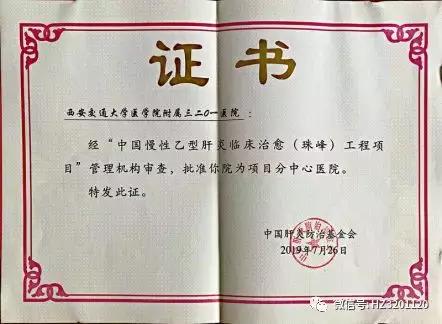 证书
西安交通大学医学院附属三二〇一医院：
经“中国慢性乙型肝炎临床治愈（珠峰）工程项
目”管理机构审查，批准你院为项目分中心医院。
特发此证。
中国肝炎防治基金会
2019年7月26日
微信号: HZ3201120